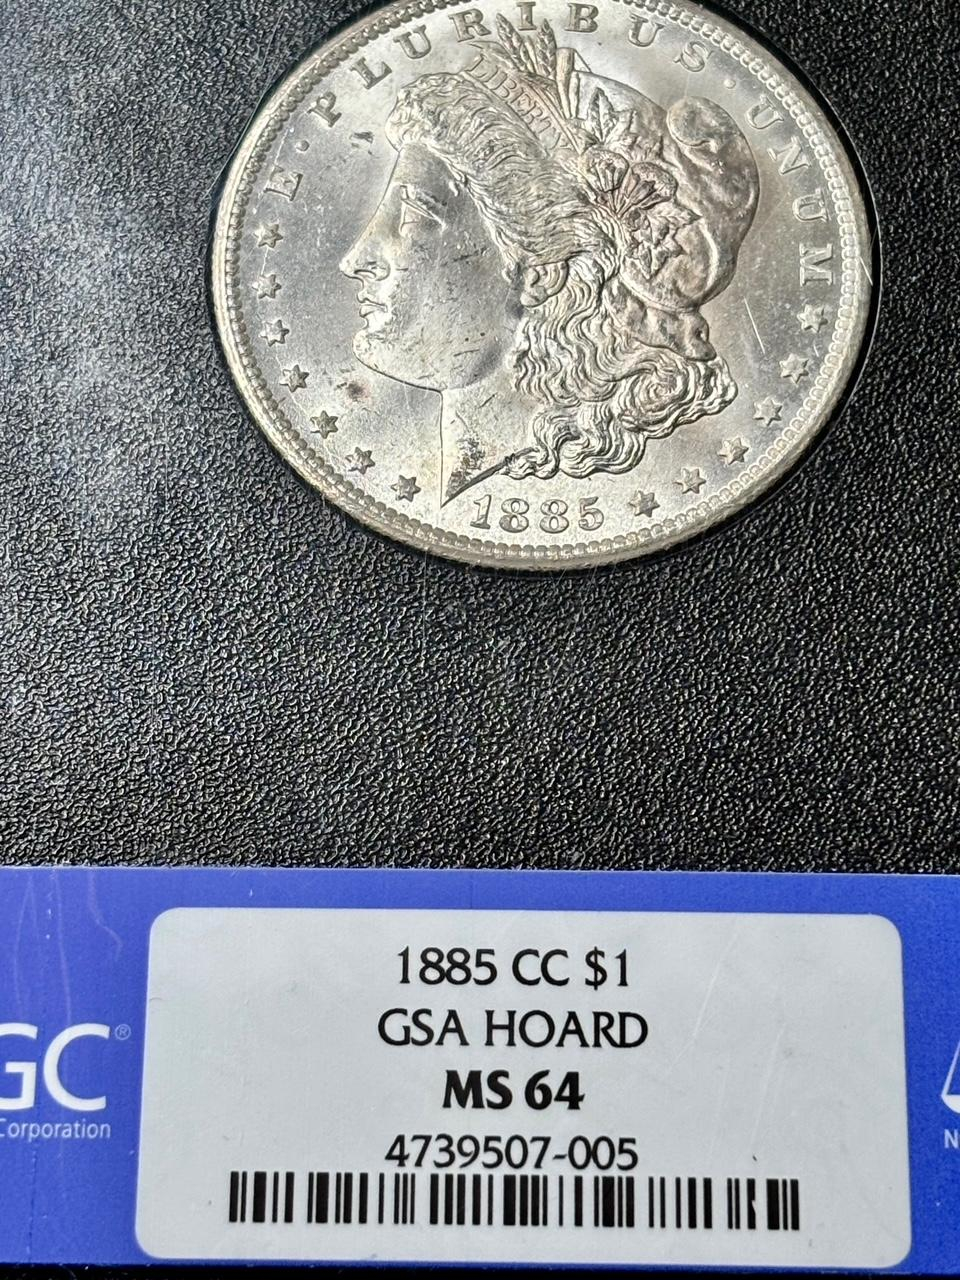 E · PLURIBUS · UNUM
LIBERTY
1885
1885 CC $1
GSA HOARD
MS 64
4739507-005
GC®
Corporation
N